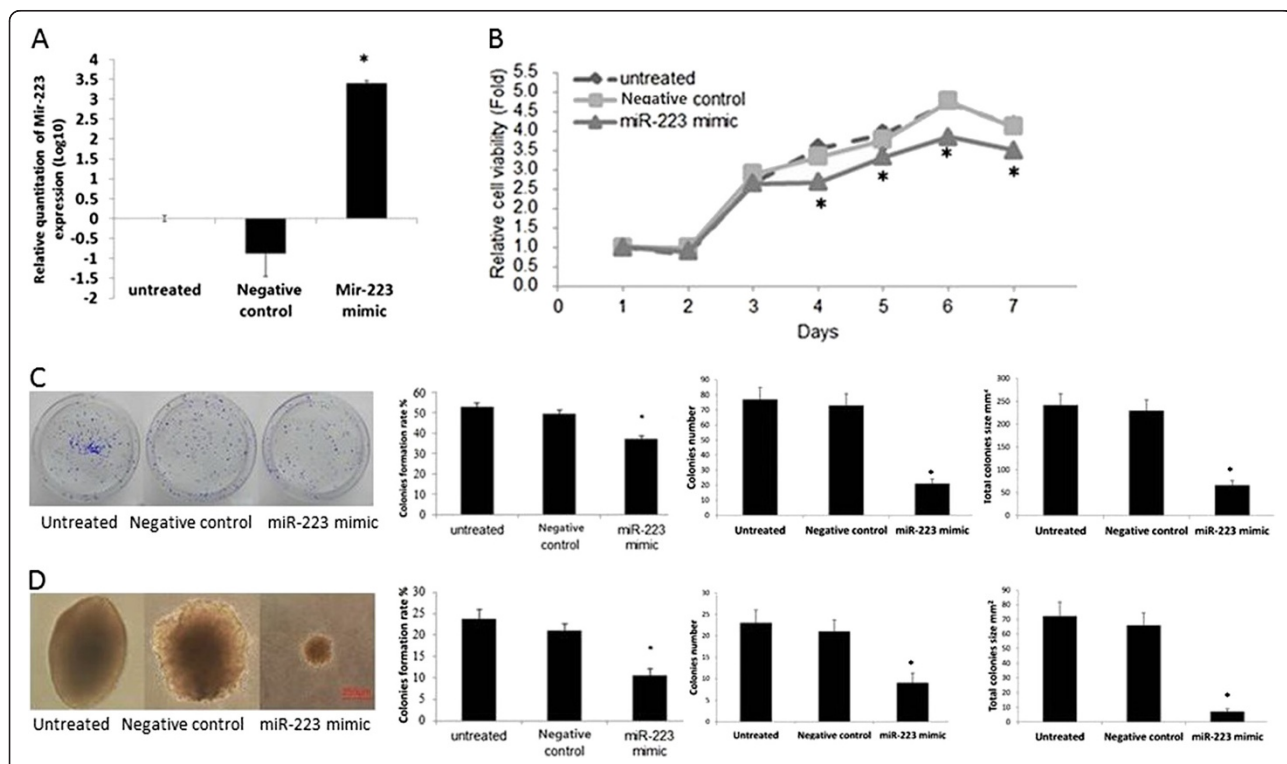 A
Relative quantitation of Mir-223
expression (Log10)
4
3.5
3
2.5
2
1.5
1
0.5
0
-0.5
-1
-1.5
-2
*
untreated
Negative
control
Mir-223
mimic
B
Relative cell viability (Fold)
5.5
5.0
4.5
4.0
3.5
3.0
2.5
2.0
1.5
1.0
0.5
0.0
untreated
Negative control
miR-223 mimic
* * * *
0 1 2 3 4 5 6 7
Days
C
Untreated Negative control miR-223 mimic
Colonies formation rate %
60
50
40
30
20
10
0
*
untreated
Negative
control
miR-223
mimic
Colonies number
90
80
70
60
50
40
30
20
10
0
Untreated Negative control miR-223 mimic
Total colonies size mm²
300
250
200
150
100
50
0
Untreated Negative control miR-223 mimic
D
250um
Untreated Negative control miR-223 mimic
Colonies formation rate %
30
25
20
15
10
5
0
*
untreated
Negative
control
miR-223
mimic
Colonies number
30
25
20
15
10
5
0
Untreated Negative control miR-223 mimic
Total colonies size mm²
90
80
70
60
50
40
30
20
10
0
Untreated Negative control miR-223 mimic